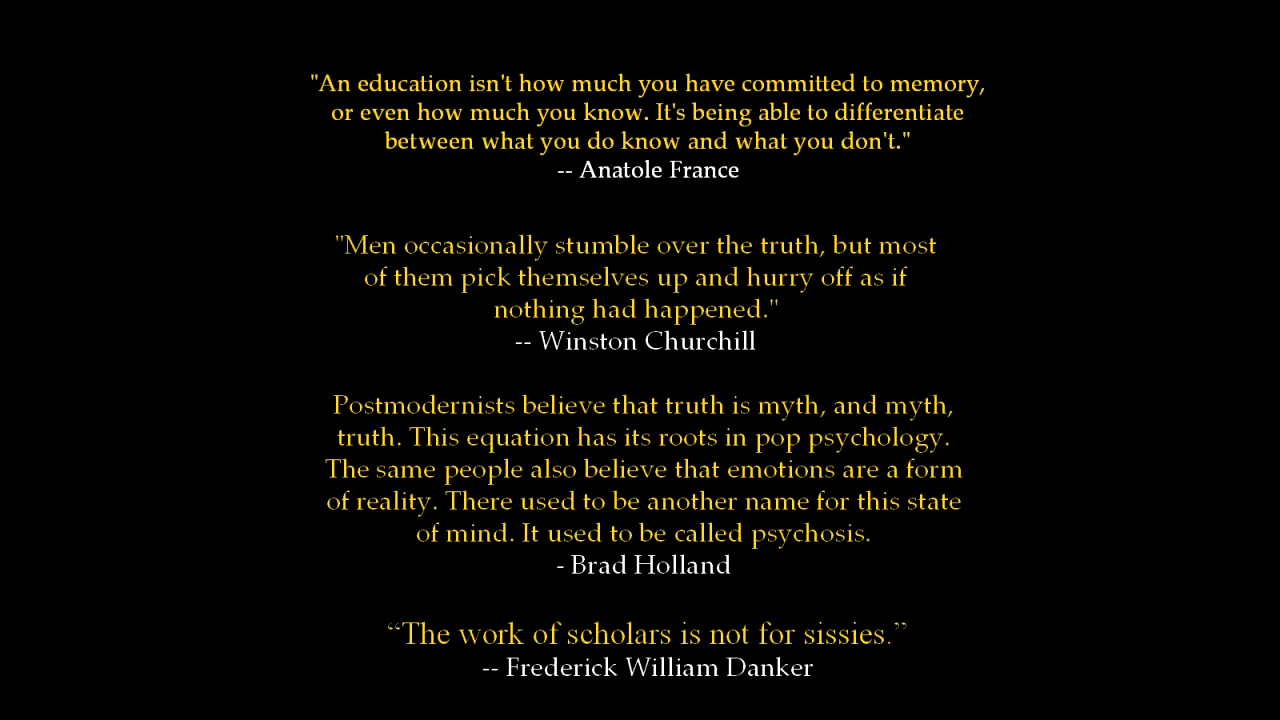 "An education isn't how much you have committed to memory,
or even how much you know. It's being able to differentiate
between what you do know and what you don't."
-- Anatole France
"Men occasionally stumble over the truth, but most
of them pick themselves up and hurry off as if
nothing had happened."
-- Winston Churchill
Postmodernists believe that truth is myth, and myth,
truth. This equation has its roots in pop psychology.
The same people also believe that emotions are a form
of reality. There used to be another name for this state
of mind. It used to be called psychosis.
- Brad Holland
“The work of scholars is not for sissies.”
-- Frederick William Danker